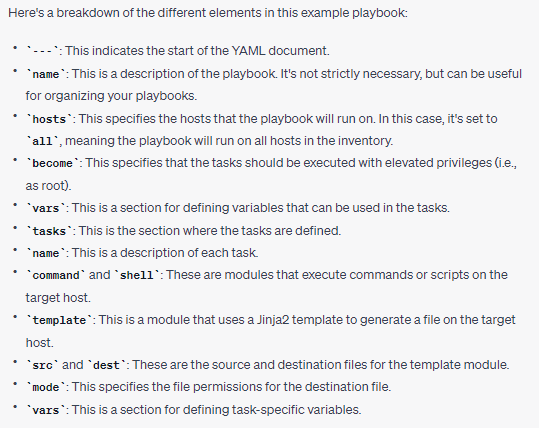 Here's a breakdown of the different elements in this example playbook:
• `---`: This indicates the start of the YAML document.
• `name`: This is a description of the playbook. It's not strictly necessary, but can be useful
for organizing your playbooks.
• `hosts`: This specifies the hosts that the playbook will run on. In this case, it's set to
`all`, meaning the playbook will run on all hosts in the inventory.
• `become`: This specifies that the tasks should be executed with elevated privileges (i.e.,
as root).
• `vars`: This is a section for defining variables that can be used in the tasks.
• `tasks`: This is the section where the tasks are defined.
• `name`: This is a description of each task.
• `command` and `shell`: These are modules that execute commands or scripts on the
target host.
• `template`: This is a module that uses a Jinja2 template to generate a file on the target
host.
• `src` and `dest`: These are the source and destination files for the template module.
• `mode`: This specifies the file permissions for the destination file.
• `vars`: This is a section for defining task-specific variables.